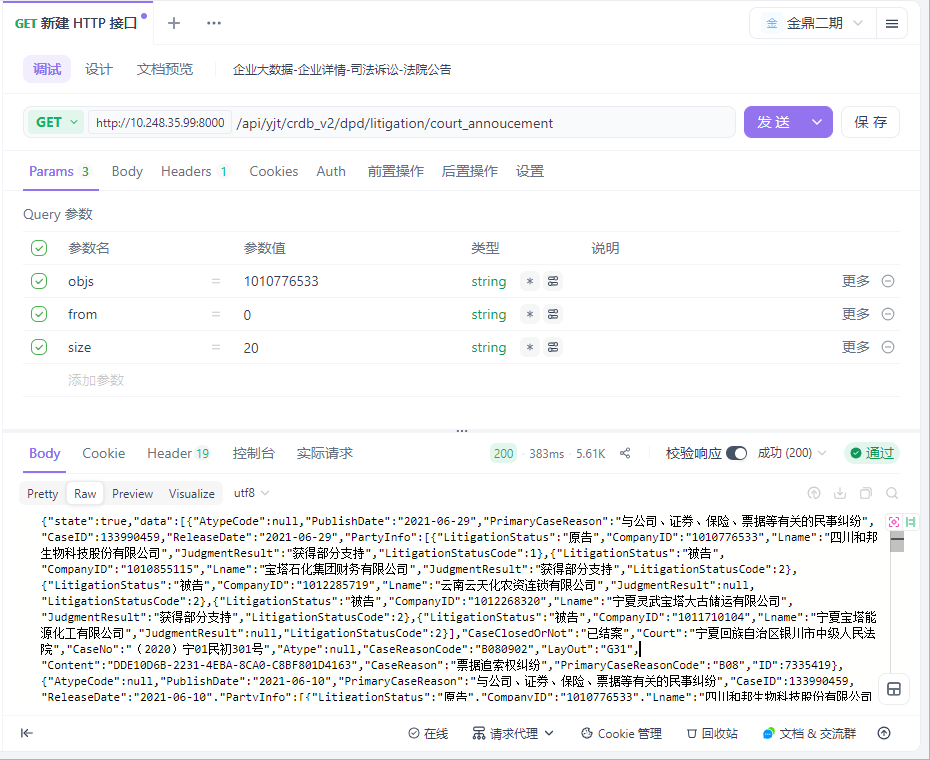 GET 新建 HTTP 接口
金 金鼎二期
调试 设计 文档预览 企业大数据-企业详情-司法诉讼-法院公告
GET http://10.248.35.99:8000 /api/yjt/crdb_v2/dpd/litigation/court_annoucement 发 送 保 存
Params 3 Body Headers 1 Cookies Auth 前置操作 后置操作 设置
Query 参数
参数名 参数值 类型 说明
objs = 1010776533 string * 更多
from = 0 string * 更多
size = 20 string * 更多
添加参数
Body Cookie Header 19 控制台 实际请求 200 · 383ms · 5.61K 校验响应 成功 (200) 通过
Pretty Raw Preview Visualize utf8
{"state":true,"data":[{"AtypeCode":null,"PublishDate":"2021-06-29","PrimaryCaseReason":"与公司、证券、保险、票据等有关的民事纠纷",
"CaseID":133990459,"ReleaseDate":"2021-06-29","PartyInfo":[{"LitigationStatus":"原告","CompanyID":"1010776533","Lname":"四川和邦
生物科技股份有限公司","JudgmentResult":"获得部分支持","LitigationStatusCode":1},{"LitigationStatus":"被告",
"CompanyID":"1010855115","Lname":"宝塔石化集团财务有限公司","JudgmentResult":"获得部分支持","LitigationStatusCode":2},
{"LitigationStatus":"被告","CompanyID":"1012285719","Lname":"云南云天化农资连锁有限公司","JudgmentResult":null,
"LitigationStatusCode":2},{"LitigationStatus":"被告","CompanyID":"1012268320","Lname":"宁夏灵武宝塔大古储运有限公司",
"JudgmentResult":"获得部分支持","LitigationStatusCode":2},{"LitigationStatus":"被告","CompanyID":"1011710104","Lname":"宁夏宝塔能
源化工有限公司","JudgmentResult":null,"LitigationStatusCode":2}],"CaseClosedOrNot":"已结案","Court":"宁夏回族自治区银川市中级人民法
院","CaseNo":"（2020）宁01民初301号","Atype":null,"CaseReasonCode":"B080902","LayOut":"G31",
"Content":"DDE10D6B-2231-4EBA-8CA0-C8BF801D4163","CaseReason":"票据追索权纠纷","PrimaryCaseReasonCode":"B08","ID":7335419},
{"AtypeCode":null,"PublishDate":"2021-06-10","PrimaryCaseReason":"与公司、证券、保险、票据等有关的民事纠纷","CaseID":133990459,
"ReleaseDate":"2021-06-10","PartyInfo":[{"LitigationStatus":"原告","CompanyID":"1010776533","Lname":"四川和邦生物科技股份有限公司
在线 请求代理 Cookie 管理 回收站 文档 & 交流群